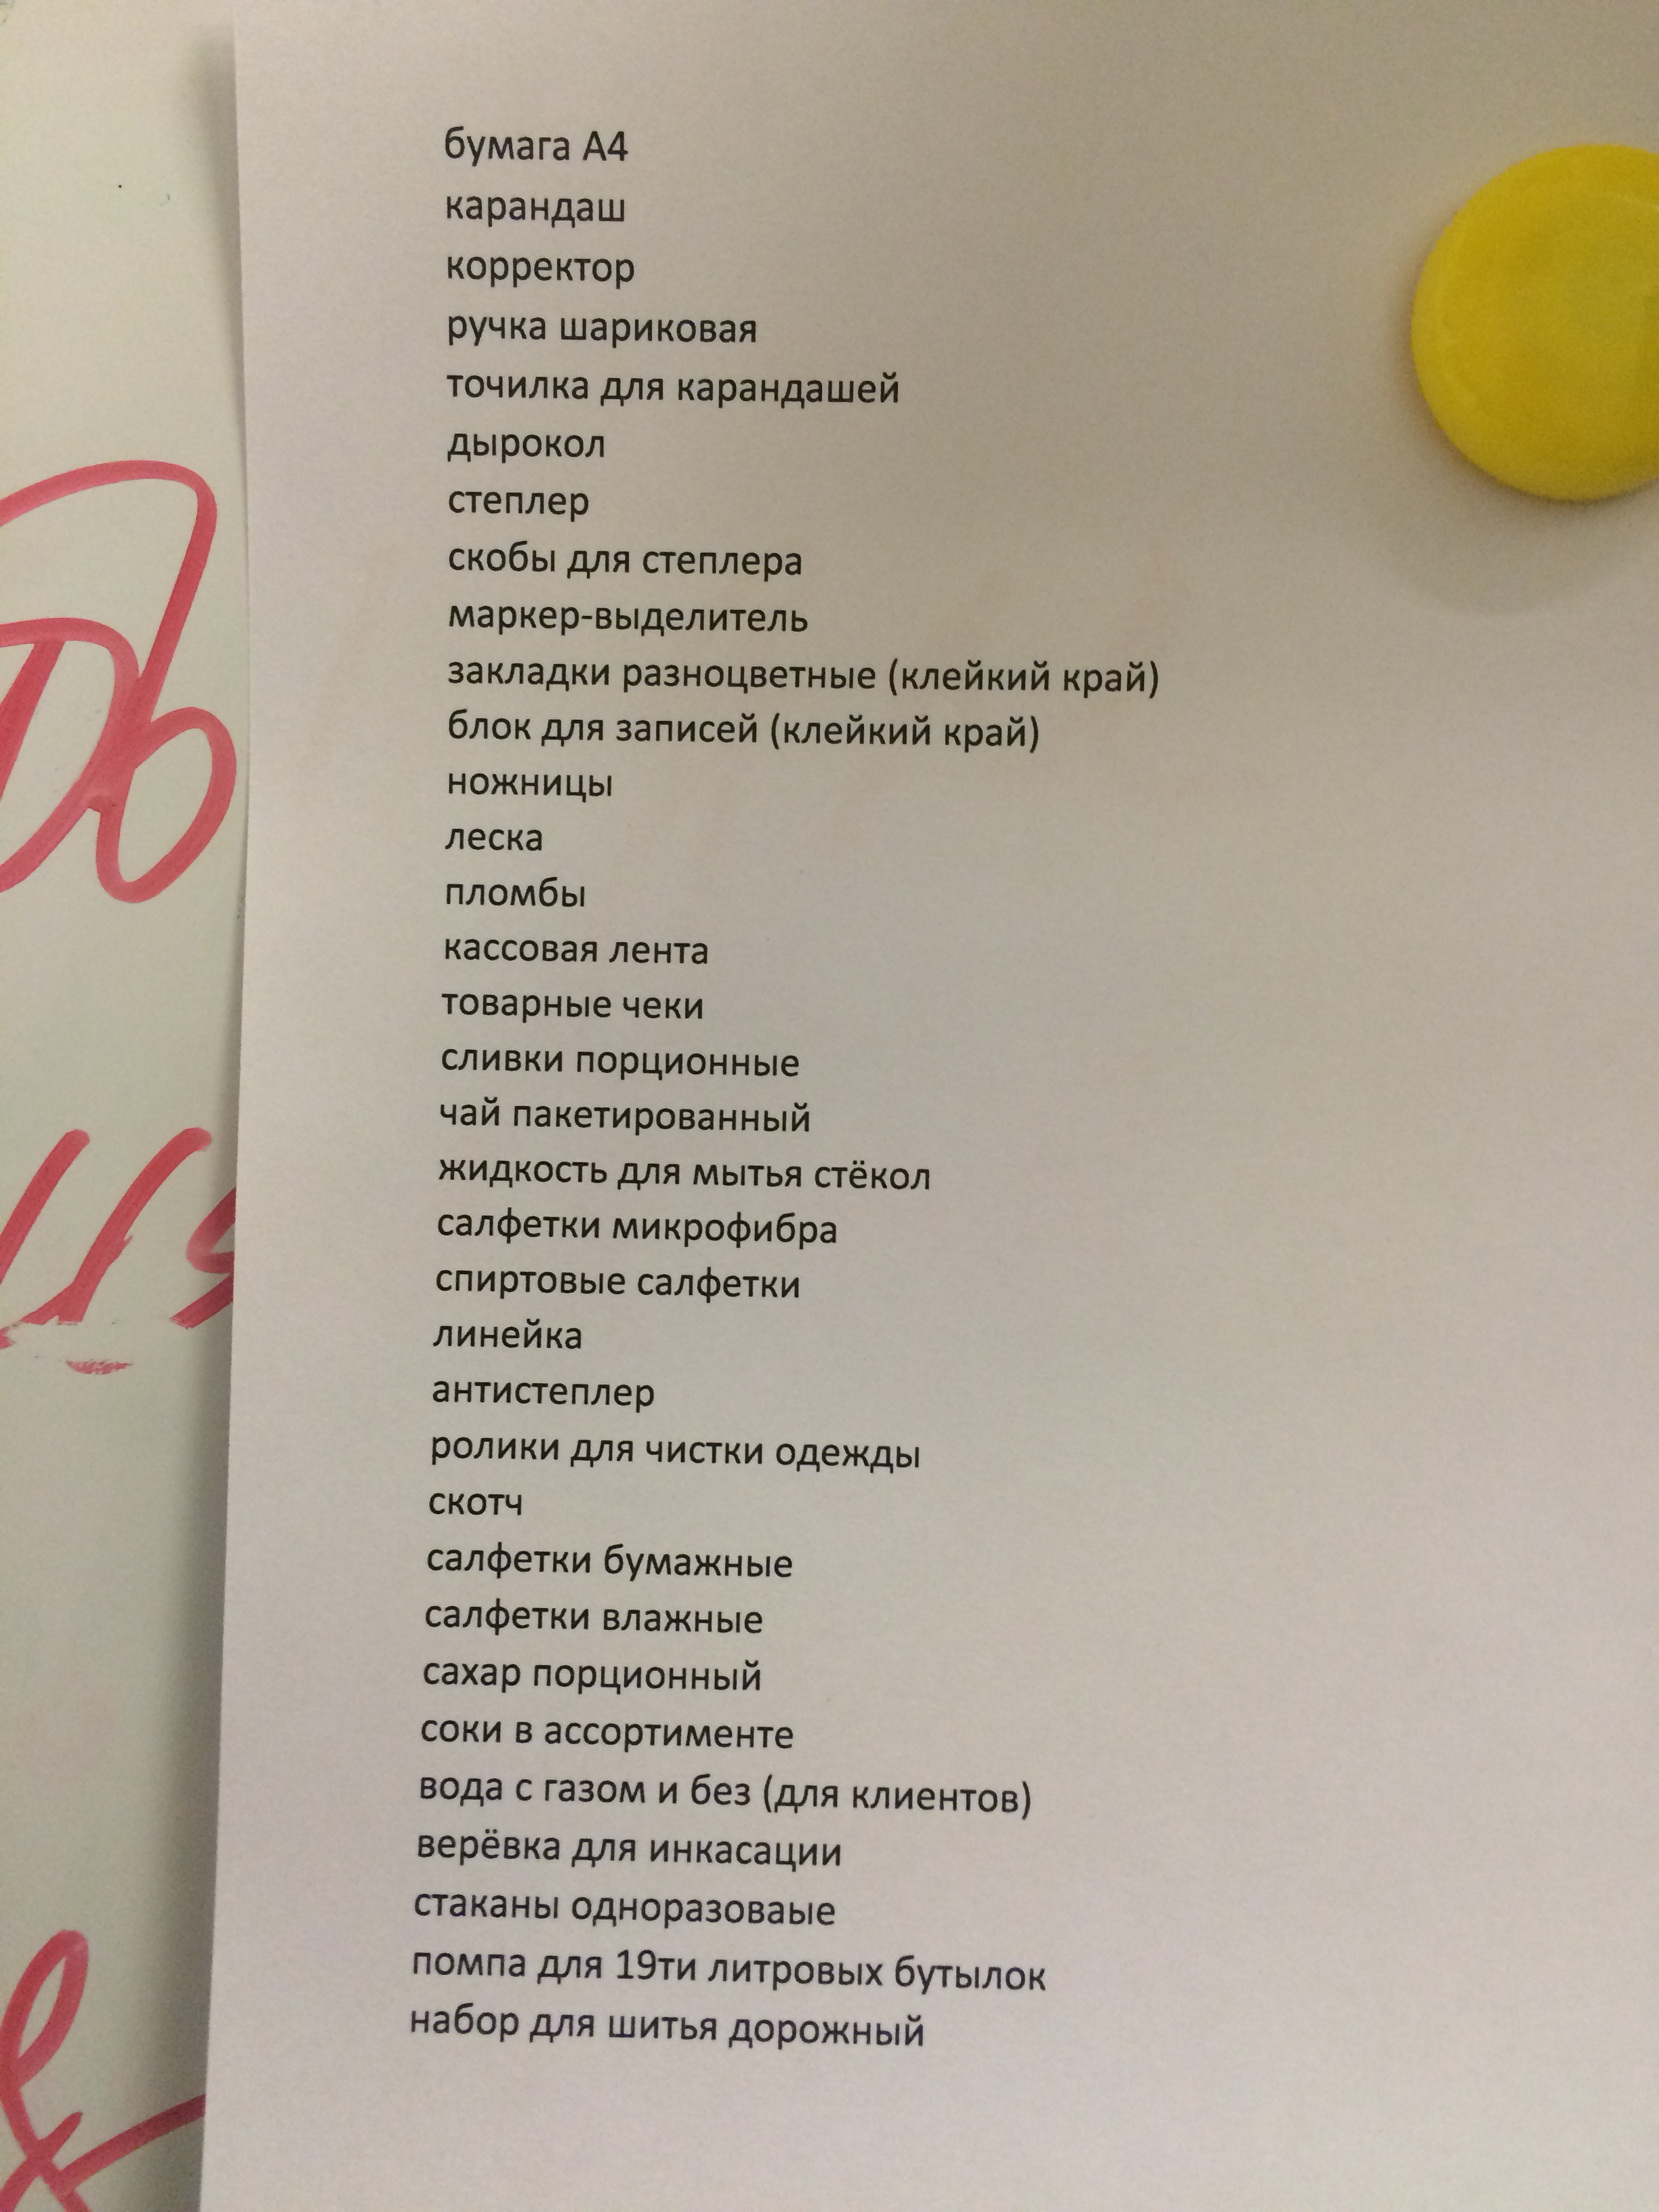 бумага А4
карандаш
корректор
ручка шариковая
точилка для карандашей
дырокол
степлер
скобы для степлера
маркер-выделитель
закладки разноцветные (клейкий край)
блок для записей (клейкий край)
ножницы
леска
пломбы
кассовая лента
товарные чеки
сливки порционные
чай пакетированный
жидкость для мытья стёкол
салфетки микрофибра
спиртовые салфетки
линейка
антистеплер
ролики для чистки одежды
скотч
салфетки бумажные
салфетки влажные
сахар порционный
соки в ассортименте
вода с газом и без (для клиентов)
верёвка для инкасации
стаканы одноразоваые
помпа для 19ти литровых бутылок
набор для шитья дорожный